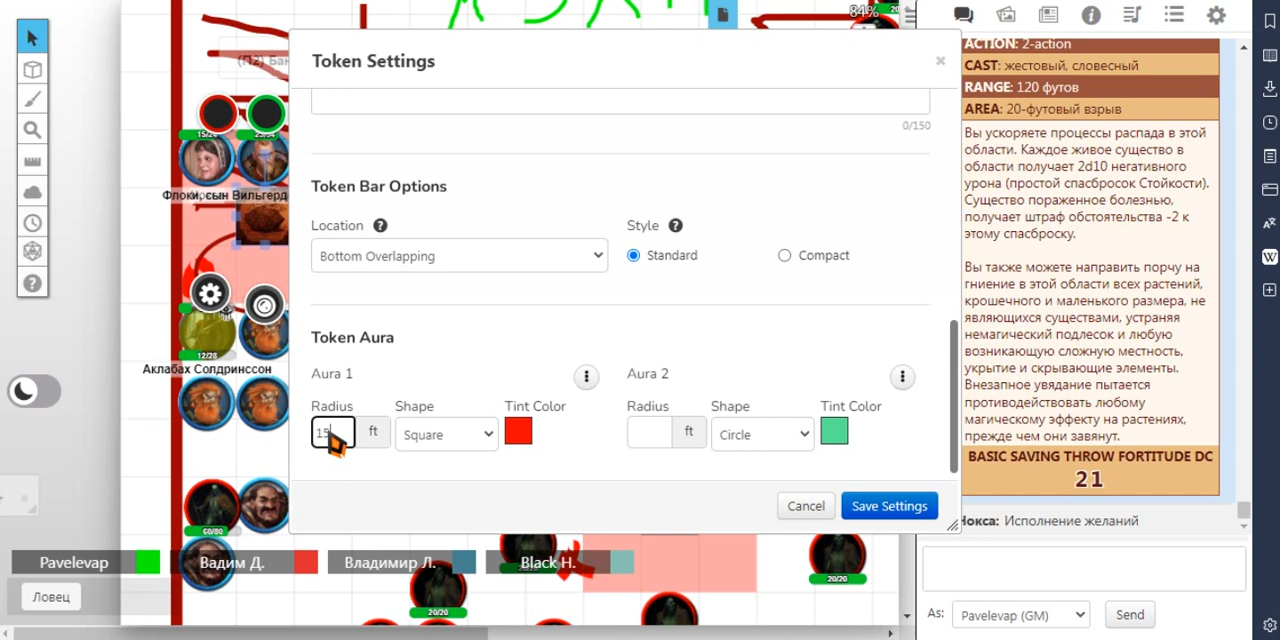 84%
20
Token Settings
0/150
Token Bar Options
Location ?
Style ?
Bottom Overlapping
Standard
Compact
Token Aura
Aura 1
Aura 2
Radius
Shape
Tint Color
Radius
Shape
Tint Color
15
ft
Square
ft
Circle
Cancel
Save Settings
15/24
Флоки, сын Вильгерд
12/28
Аклабах Солдринссон
60/80
20/20
20/20
Pavelevap
Вадим Д.
Владимир Л.
Black H.
Ловец
ACTION: 2-action
CAST: жестовый, словесный
RANGE: 120 футов
AREA: 20-футовый взрыв
Вы ускоряете процессы распада в этой
области. Каждое живое существо в
области получает 2d10 негативного
урона (простой спасбросок Стойкости).
Существо пораженное болезнью,
получает штраф обстоятельства -2 к
этому спасброску.
Вы также можете направить порчу на
гниение в этой области всех растений,
крошечного и маленького размера, не
являющихся существами, устраняя
немагический подлесок и любую
возникающую сложную местность,
укрытие и скрывающие элементы.
Внезапное увядание пытается
противодействовать любому
магическому эффекту на растениях,
прежде чем они завянут.
BASIC SAVING THROW FORTITUDE DC
21
Нокса: Исполнение желаний
As:
Pavelevap (GM)
Send